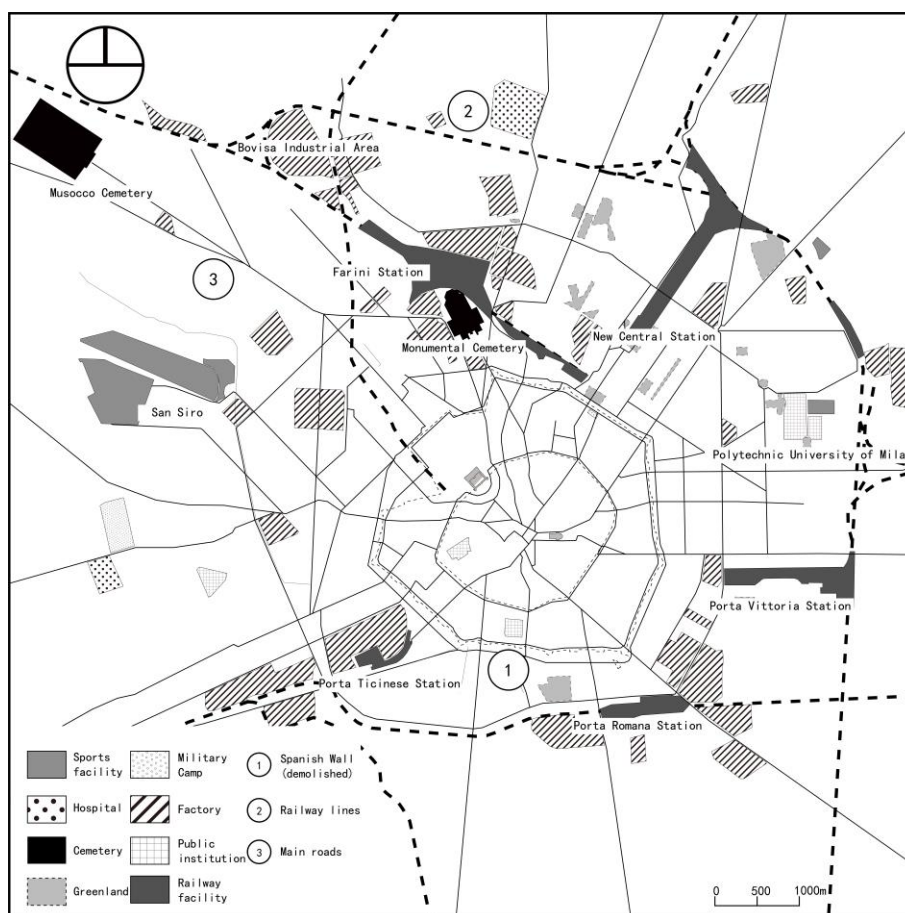 2
Bovisa Industrial Area
Musocco Cemetery
3
Farini Station
New Central Station
Monumental Cemetery
San Siro
Polytechnic University of Mila
Porta Vittoria Station
1
Porta Ticinese Station
Porta Romana Station
Sports
facility
Military
Camp
1
Spanish Wall
(demolished)
Hospital
Factory
2
Railway lines
Cemetery
Public
institution
3
Main roads
Greenland
Railway
facility
0 500 1000m